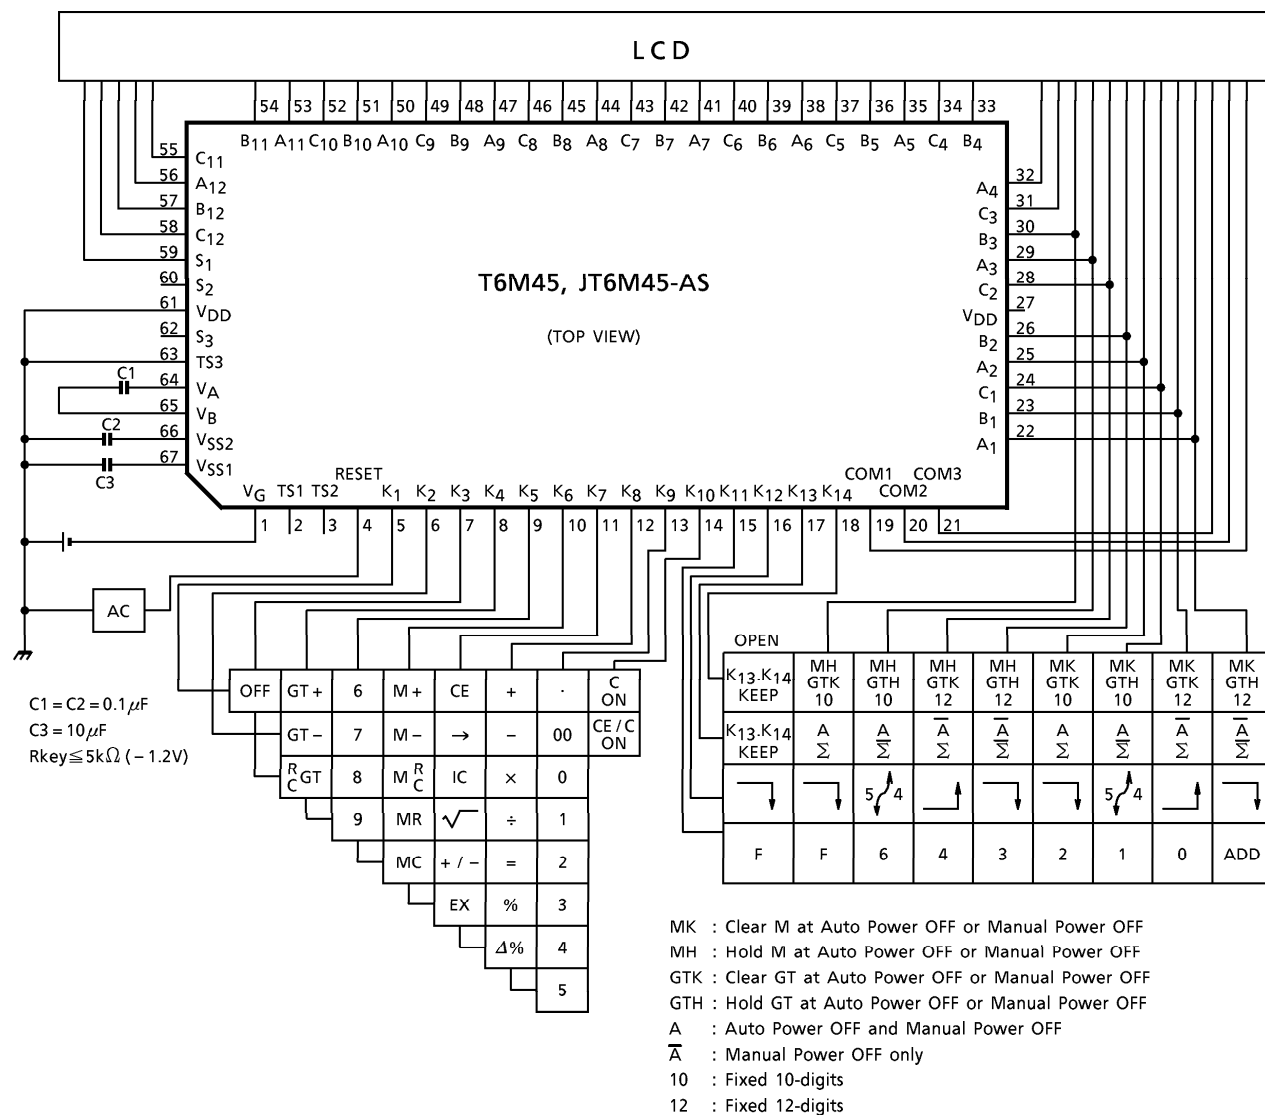 LCD
54 53 52 51 50 49 48 47 46 45 44 43 42 41 40 39 38 37 36 35 34 33
B11 A11 C10 B10 A10 C9 B9 A9 C8 B8 A8 C7 B7 A7 C6 B6 A6 C5 B5 A5 C4 B4
55 C11
56 A12
57 B12
58 C12
59 S1
60 S2
61 VDD
62 S3
63 TS3
C1 64 VA
65 VB
C2 66 VSS2
C3 67 VSS1
T6M45, JT6M45-AS
(TOP VIEW)
A4 32
C3 31
B3 30
A3 29
C2 28
VDD 27
B2 26
A2 25
C1 24
B1 23
A1 22
VG TS1 TS2 RESET K1 K2 K3 K4 K5 K6 K7 K8 K9 K10 K11 K12 K13 K14 COM1 COM2 COM3
1 2 3 4 5 6 7 8 9 10 11 12 13 14 15 16 17 18 19 20 21
AC
C1 = C2 = 0.1μF
C3 = 10μF
Rkey ≦ 5kΩ (−1.2V)
OFF GT+ 6 M+ CE + · C ON
GT− 7 M− → − 00 CE/C ON
RC GT 8 M RC IC × 0
9 MR √ ÷ 1
MC +/− = 2
EX % 3
Δ% 4
5
OPEN
K13.K14 KEEP MH GTK 10 MH GTH 10 MH GTK 12 MH GTH 12 MK GTK 10 MK GTH 10 MK GTK 12 MK GTH 12
K13.K14 KEEP A Σ A Σ̅ A̅ Σ A̅ Σ̅ A Σ A Σ̅ A̅ Σ A̅ Σ̅
5 4 5 4
F F 6 4 3 2 1 0 ADD
MK : Clear M at Auto Power OFF or Manual Power OFF
MH : Hold M at Auto Power OFF or Manual Power OFF
GTK : Clear GT at Auto Power OFF or Manual Power OFF
GTH : Hold GT at Auto Power OFF or Manual Power OFF
A : Auto Power OFF and Manual Power OFF
A̅ : Manual Power OFF only
10 : Fixed 10-digits
12 : Fixed 12-digits